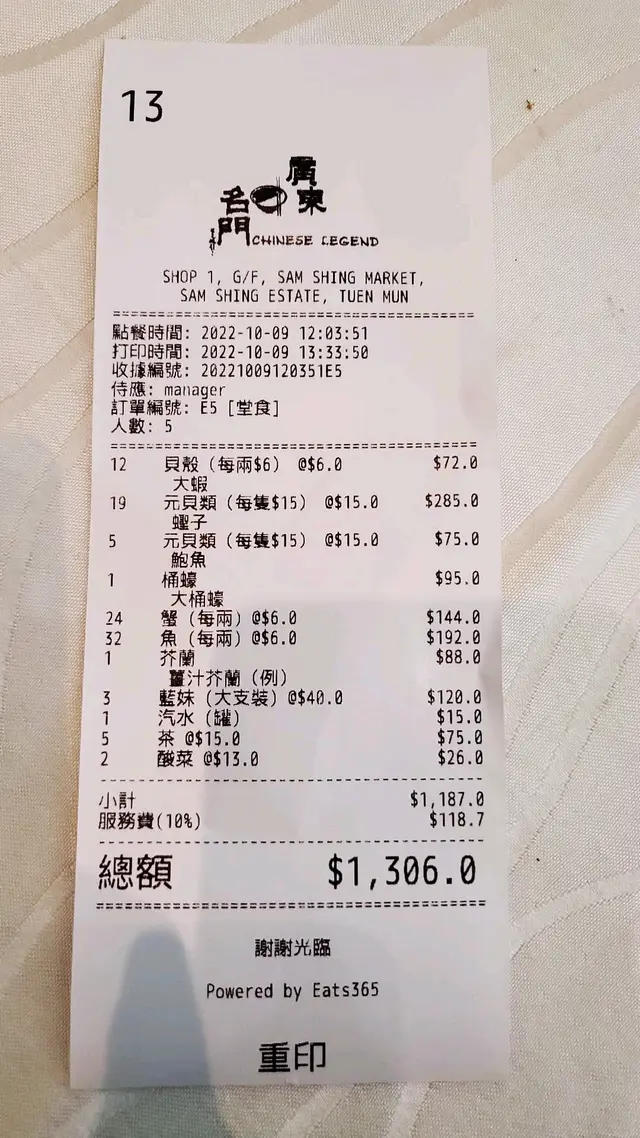 13
廣東
名門
CHINESE LEGEND
SHOP 1, G/F, SAM SHING MARKET,
SAM SHING ESTATE, TUEN MUN
點餐時間: 2022-10-09 12:03:51
打印時間: 2022-10-09 13:33:50
收據編號: 20221009120351E5
侍應: manager
訂單編號: E5 [堂食]
人數: 5
12 貝殼 (每兩$6) @$6.0 $72.0
大蝦
19 元貝類 (每隻$15) @$15.0 $285.0
蟶子
5 元貝類 (每隻$15) @$15.0 $75.0
鮑魚
1 桶蠔 $95.0
大桶蠔
24 蟹 (每兩) @$6.0 $144.0
32 魚 (每兩) @$6.0 $192.0
1 芥蘭 $88.0
薑汁芥蘭 (例)
3 藍妹 (大支裝) @$40.0 $120.0
1 汽水 (罐) $15.0
5 茶 @$15.0 $75.0
2 酸菜 @$13.0 $26.0
小計 $1,187.0
服務費(10%) $118.7
總額 $1,306.0
謝謝光臨
Powered by Eats365
重印